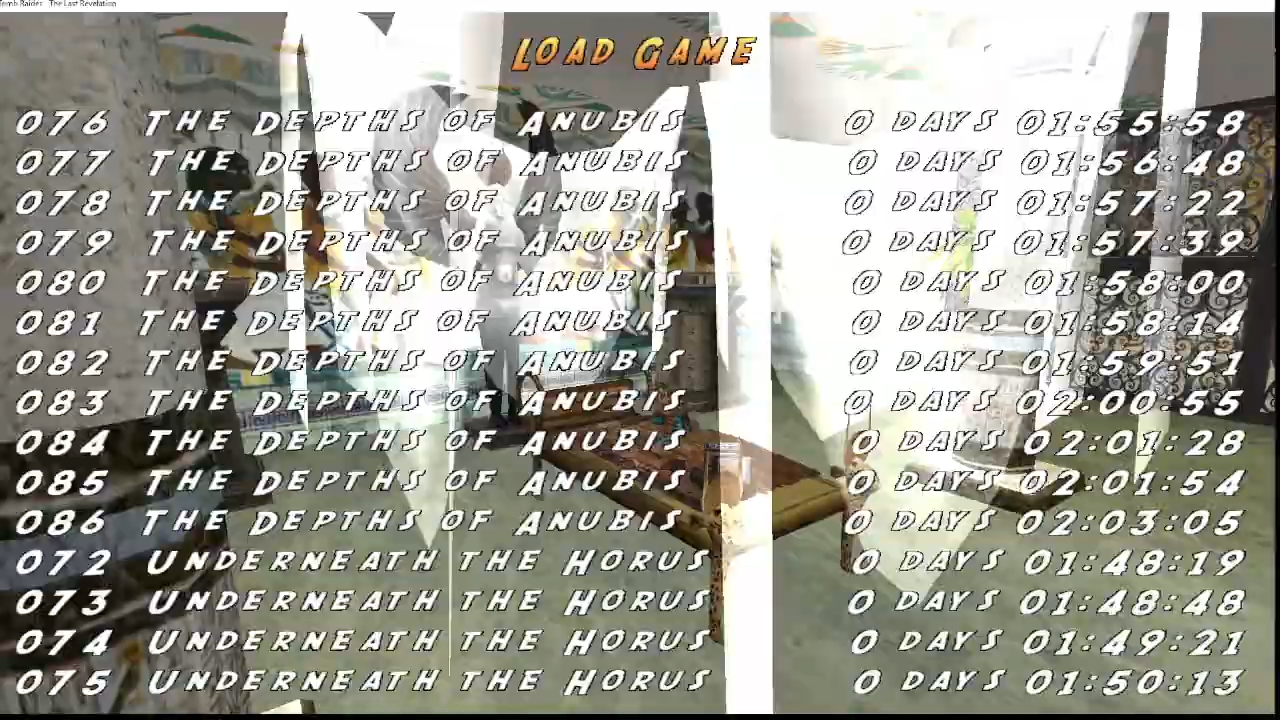 Tomb Raider - The Last Revelation
LOAD GAME
076 THE DEPTHS OF ANUBIS 0 DAYS 01:55:58
077 THE DEPTHS OF ANUBIS 0 DAYS 01:56:48
078 THE DEPTHS OF ANUBIS 0 DAYS 01:57:22
079 THE DEPTHS OF ANUBIS 0 DAYS 01:57:39
080 THE DEPTHS OF ANUBIS 0 DAYS 01:58:00
081 THE DEPTHS OF ANUBIS 0 DAYS 01:58:14
082 THE DEPTHS OF ANUBIS 0 DAYS 01:59:51
083 THE DEPTHS OF ANUBIS 0 DAYS 02:00:55
084 THE DEPTHS OF ANUBIS 0 DAYS 02:01:28
085 THE DEPTHS OF ANUBIS 0 DAYS 02:01:54
086 THE DEPTHS OF ANUBIS 0 DAYS 02:03:05
072 UNDERNEATH THE HORUS 0 DAYS 01:48:19
073 UNDERNEATH THE HORUS 0 DAYS 01:48:48
074 UNDERNEATH THE HORUS 0 DAYS 01:49:21
075 UNDERNEATH THE HORUS 0 DAYS 01:50:13